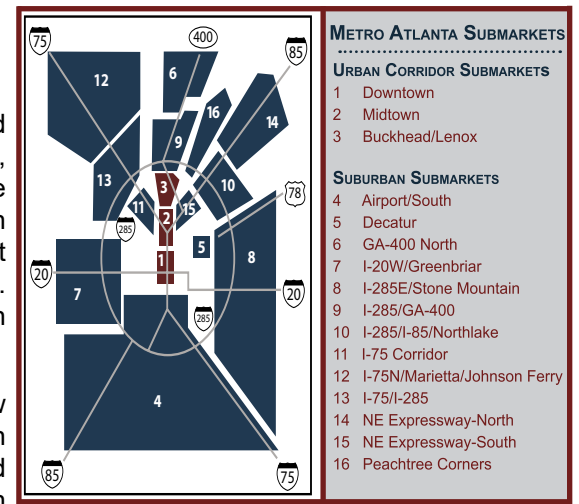 75
400
85
12
6
16
14
9
13
10
3
11
15
2
78
285
5
1
8
20
7
20
285
4
85
75
METRO ATLANTA SUBMARKETS
URBAN CORRIDOR SUBMARKETS
1 Downtown
2 Midtown
3 Buckhead/Lenox
SUBURBAN SUBMARKETS
4 Airport/South
5 Decatur
6 GA-400 North
7 I-20W/Greenbriar
8 I-285E/Stone Mountain
9 I-285/GA-400
10 I-285/I-85/Northlake
11 I-75 Corridor
12 I-75N/Marietta/Johnson Ferry
13 I-75/I-285
14 NE Expressway-North
15 NE Expressway-South
16 Peachtree Corners